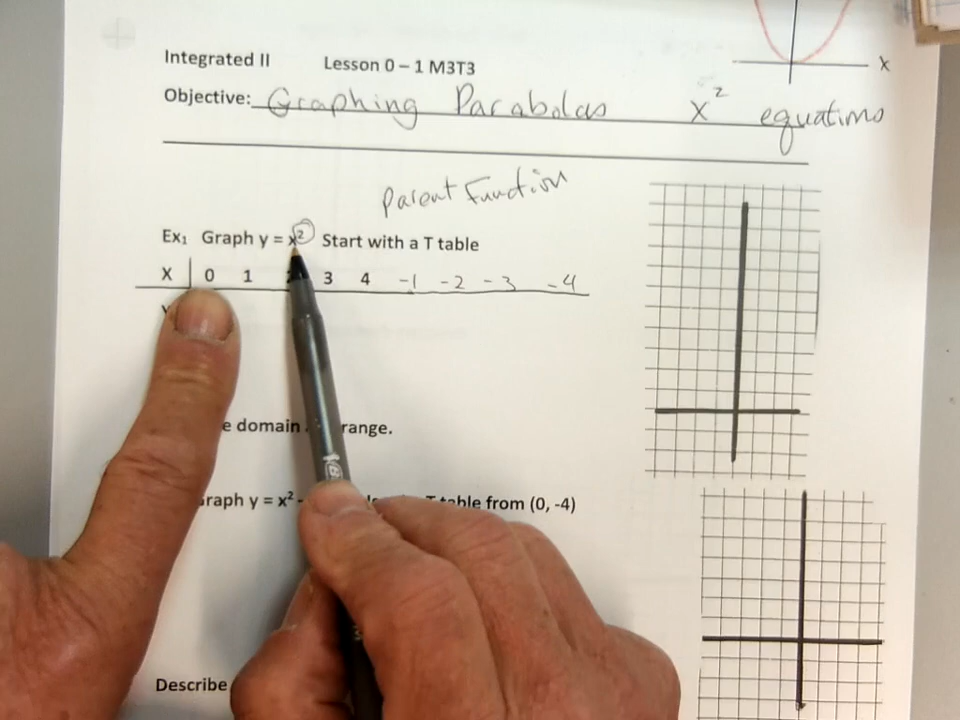 x
Integrated II Lesson 0 – 1 M3T3
Objective: Graphing Parabolas x² equations
Parent Function
Ex₁ Graph y = x² Start with a T table
X 0 1 3 4 -1 -2 -3 -4
e domain range.
raph y = x² - table from (0, -4)
Describe